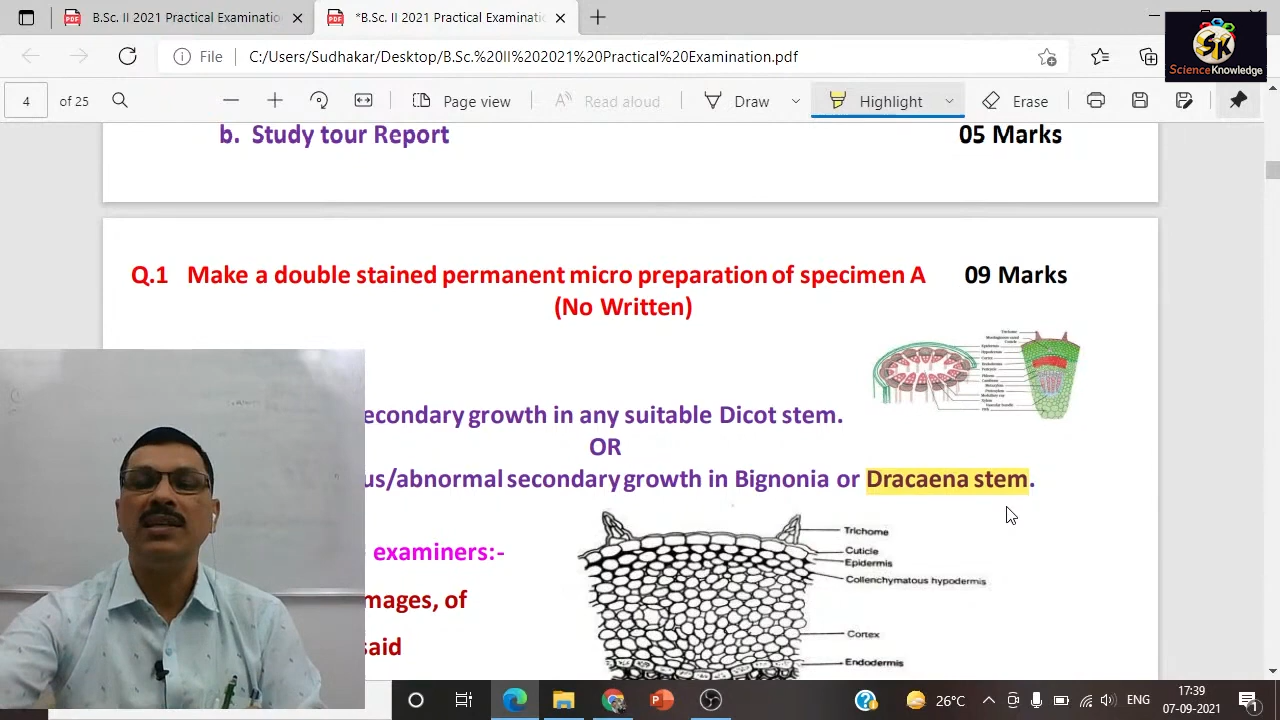 B.Sc. II 2021 Practical Examinatio
*B.Sc. II 2021 Practical Examinatio
SK
Science Knowledge
File
C:/Users/Sudhakar/Desktop/B.Sc.%20II%202021%20Practical%20Examination.pdf
4 of 25
Page view
Read aloud
Draw
Highlight
Erase
b. Study tour Report 05 Marks
Q.1 Make a double stained permanent micro preparation of specimen A 09 Marks
(No Written)
econdary growth in any suitable Dicot stem.
OR
us/abnormal secondary growth in Bignonia or Dracaena stem.
examiners:-
mages, of
said
Trichome
Cuticle
Epidermis
Collenchymatous hypodermis
Cortex
Endodermis
26°C
ENG
17:39
07-09-2021
1